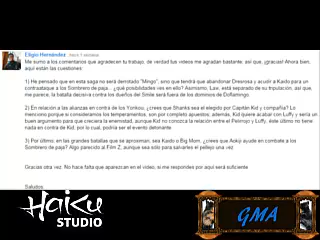 Eligio Hernández hace 1 semana
Me sumo a los comentarios que agradecen tu trabajo, de verdad tus videos me agradan bastante; así que, ¡gracias! Ahora bien,
aquí están las cuestiones:
1) He pensado que en esta saga no será derrotado "Mingo"; sino que tendrá que abandonar Dressrosa y acudir a Kaido para un
contraataque a los Sombrero de paja... ¿qué posibilidades ves en ello? Asimismo, Law, está separado de su tripulación, así que,
me parece, la batalla decisiva contra los dueños del Smile será fuera de los dominios de Doflamingo.
2) En relación a las alianzas en contra de los Yonkou, ¿crees que Shanks sea el elegido por Capitán Kid y compañía? Lo
menciono porque si consideramos los temperamentos, son por completo opuestos; además, Kid quiere acabar con Luffy y sería un
buen argumento para que creciera la enemistad, aunque Kid no conozca la relación entre el Pelirrojo y Luffy. éste último no tiene
nada en contra de Kid, por lo cual, podría ser el evento detonante
3) Por último: en las grandes batallas que se aproximan, sea Kaido o Big Mom, ¿crees que Aokiji ayude en combate a los
Sombrero de paja? Algo parecido al Film Z, aunque sea sólo para salvarles el pellejo una vez
Gracias otra vez. No hace falta que aparezcan en el video; si me respondes por aquí será suficiente
Saludos
Haiku
STUDIO
GMA